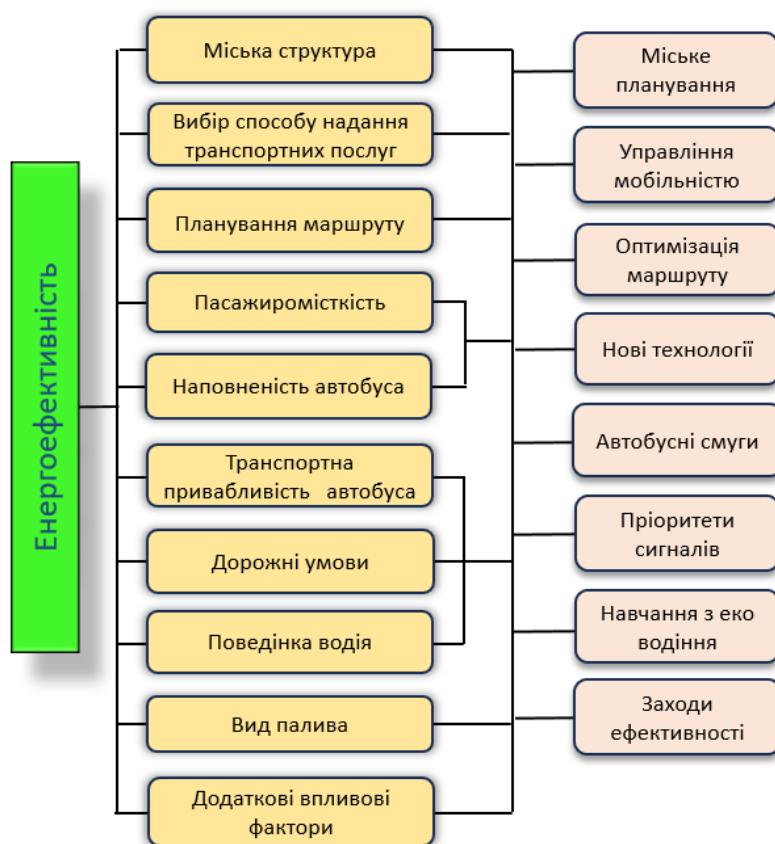 Енергоефективність
Міська структура
Вибір способу надання
транспортних послуг
Планування маршруту
Пасажиромісткість
Наповненість автобуса
Транспортна
привабливість автобуса
Дорожні умови
Поведінка водія
Вид палива
Додаткові впливові
фактори
Міське
планування
Управління
мобільністю
Оптимізація
маршруту
Нові технології
Автобусні смуги
Пріоритети
сигналів
Навчання з еко
водіння
Заходи
ефективності